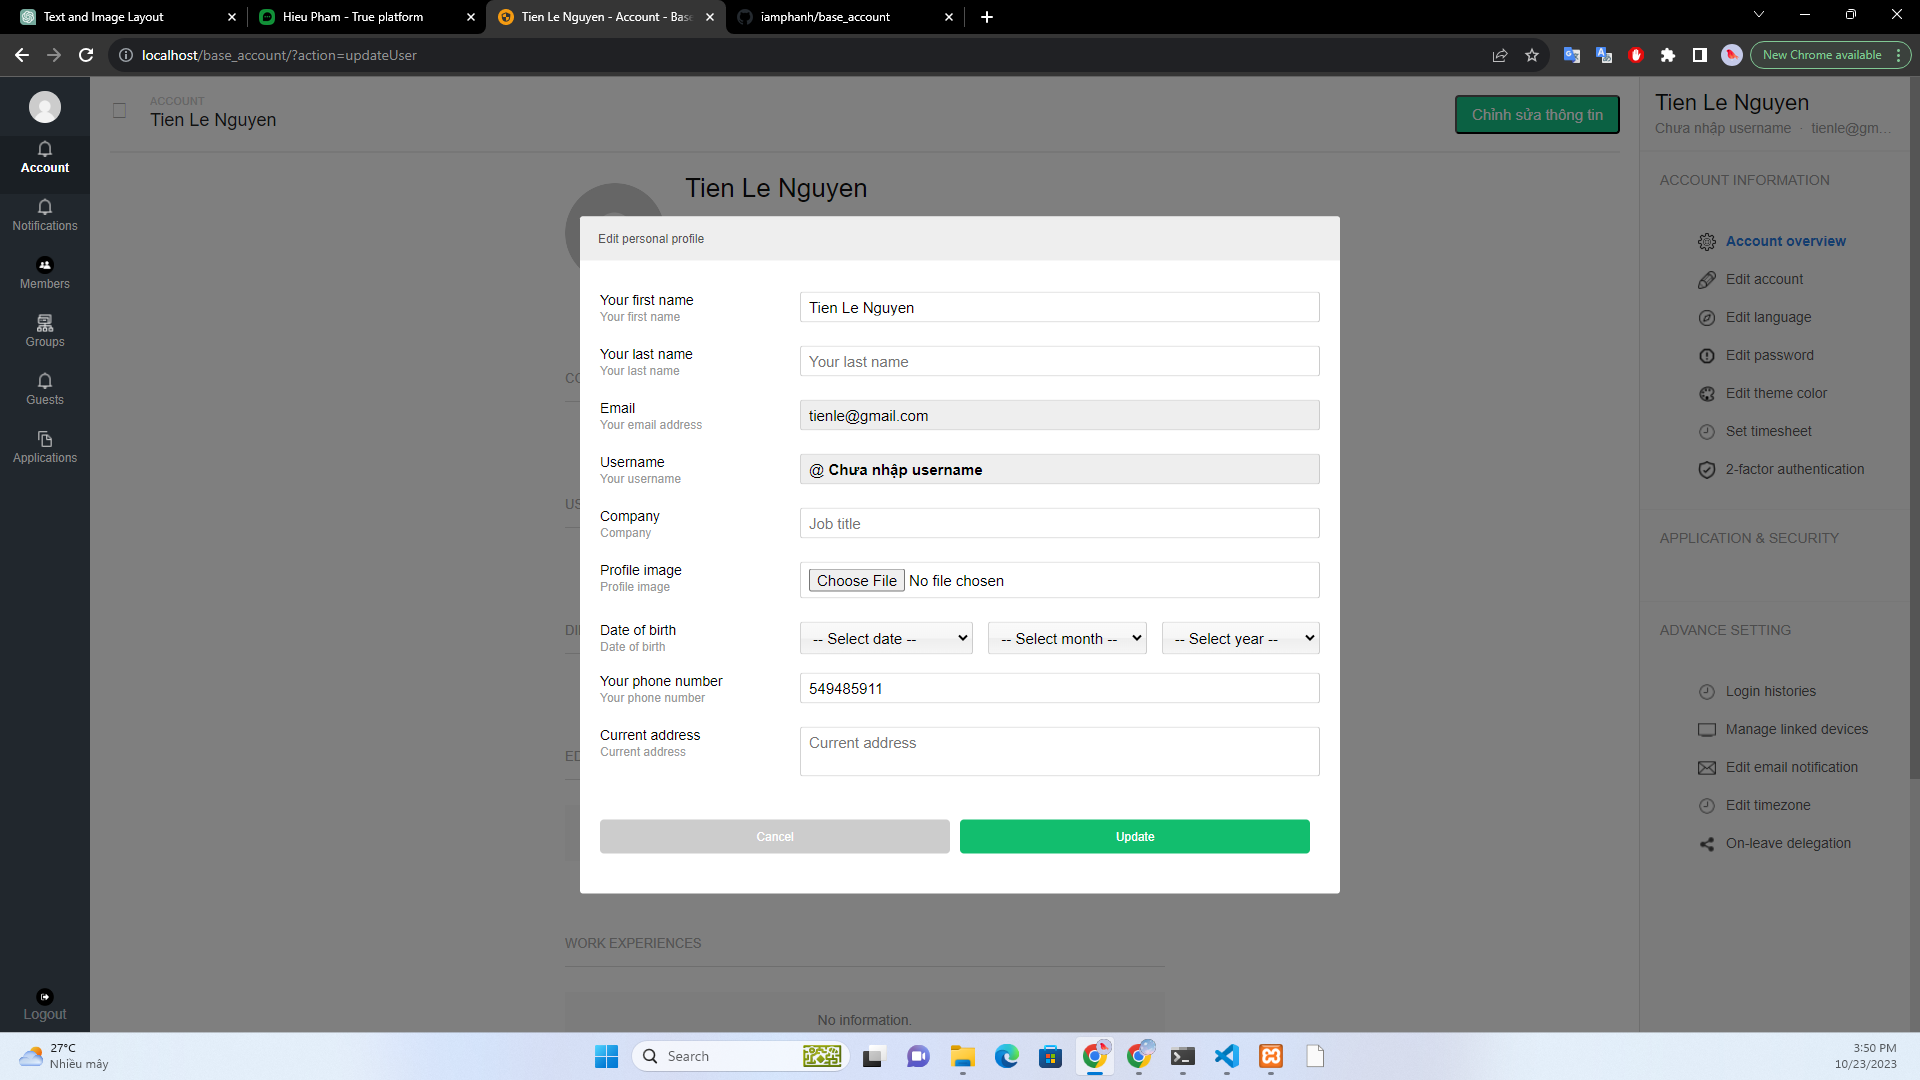 Text and Image Layout
Hieu Pham - True platform
Tien Le Nguyen - Account - Base
iamphanh/base_account
localhost/base_account/?action=updateUser
New Chrome available
Account
Notifications
Members
Groups
Guests
Applications
Logout
ACCOUNT
Tien Le Nguyen
Chỉnh sửa thông tin
Tien Le Nguyen
CO
US
ED
WORK EXPERIENCES
No information.
Edit personal profile
Your first name
Your first name
Tien Le Nguyen
Your last name
Your last name
Your last name
Email
Your email address
tienle@gmail.com
Username
Your username
@ Chưa nhập username
Company
Company
Job title
Profile image
Profile image
Choose File No file chosen
Date of birth
Date of birth
-- Select date -- -- Select month -- -- Select year --
Your phone number
Your phone number
549485911
Current address
Current address
Current address
Cancel
Update
Tien Le Nguyen
Chưa nhập username · tienle@gm...
ACCOUNT INFORMATION
Account overview
Edit account
Edit language
Edit password
Edit theme color
Set timesheet
2-factor authentication
APPLICATION & SECURITY
ADVANCE SETTING
Login histories
Manage linked devices
Edit email notification
Edit timezone
On-leave delegation
27°C
Nhiều mây
Search
3:50 PM
10/23/2023